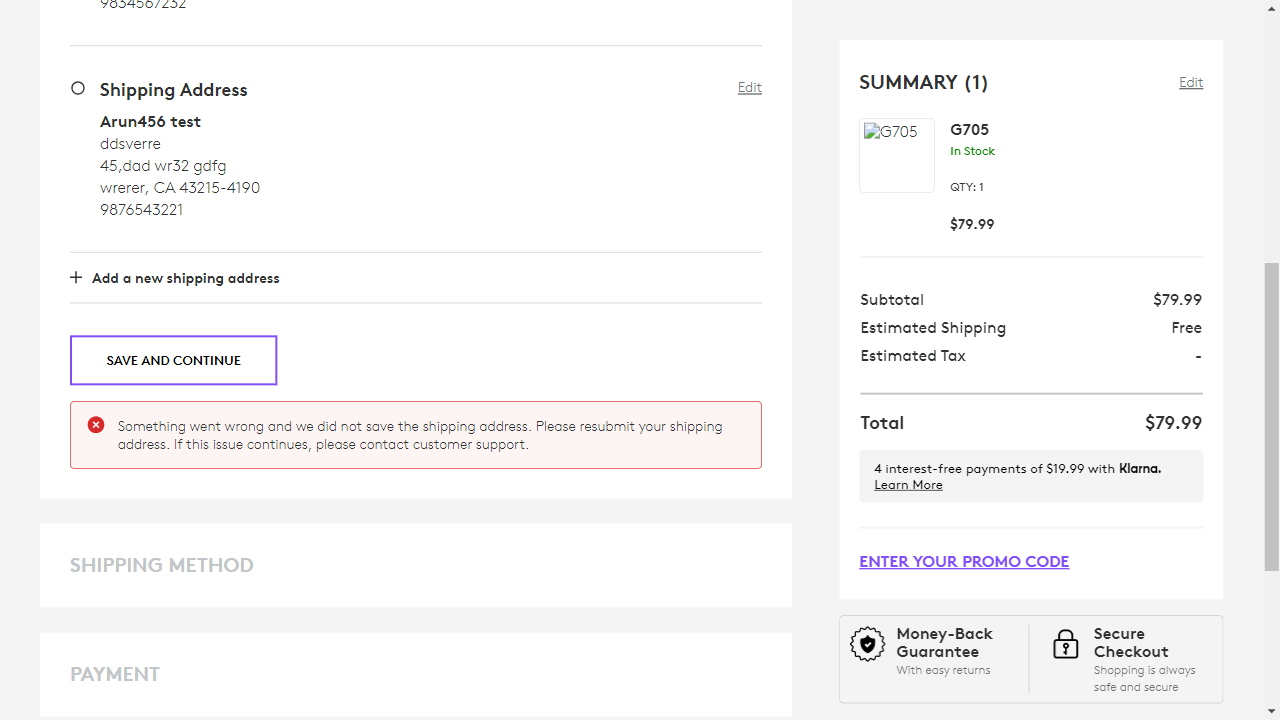 9834567232
Shipping Address
Edit
Arun456 test
ddsverre
45,dad wr32 gdfg
wrerer, CA 43215-4190
9876543221
Add a new shipping address
SAVE AND CONTINUE
Something went wrong and we did not save the shipping address. Please resubmit your shipping
address. If this issue continues, please contact customer support.
SHIPPING METHOD
PAYMENT
SUMMARY (1)
Edit
G705
G705
In Stock
QTY: 1
$79.99
Subtotal
$79.99
Estimated Shipping
Free
Estimated Tax
-
Total
$79.99
4 interest-free payments of $19.99 with Klarna.
Learn More
ENTER YOUR PROMO CODE
Money-Back
Guarantee
With easy returns
Secure
Checkout
Shopping is always
safe and secure